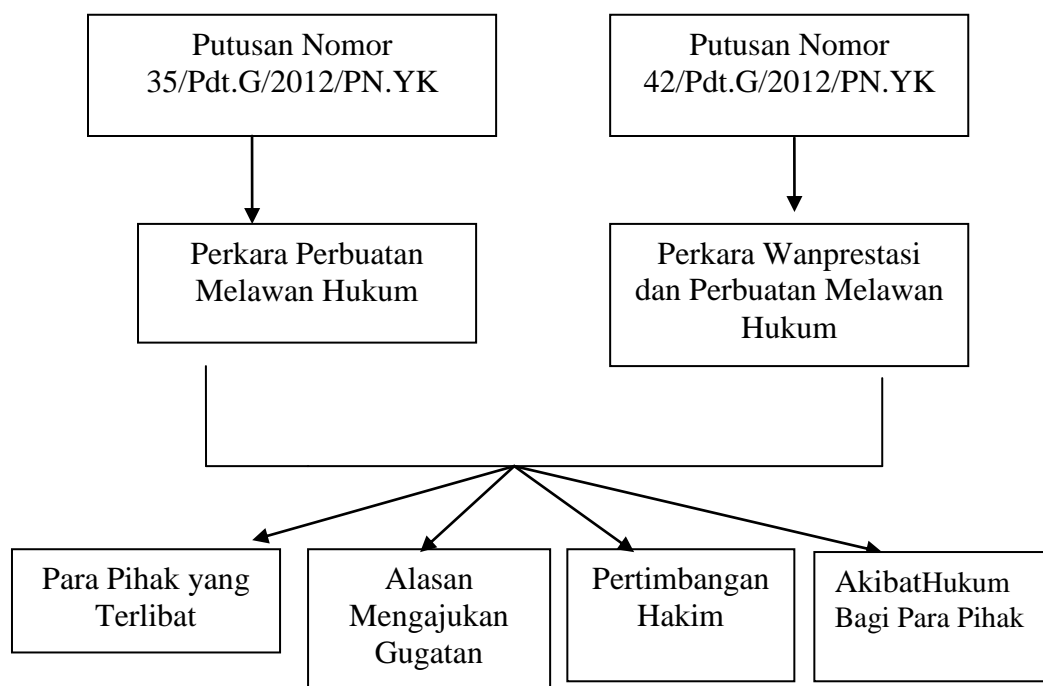 Putusan Nomor
35/Pdt.G/2012/PN.YK
Putusan Nomor
42/Pdt.G/2012/PN.YK
Perkara Perbuatan
Melawan Hukum
Perkara Wanprestasi
dan Perbuatan Melawan
Hukum
Para Pihak yang
Terlibat
Alasan
Mengajukan
Gugatan
Pertimbangan
Hakim
AkibatHukum
Bagi Para Pihak